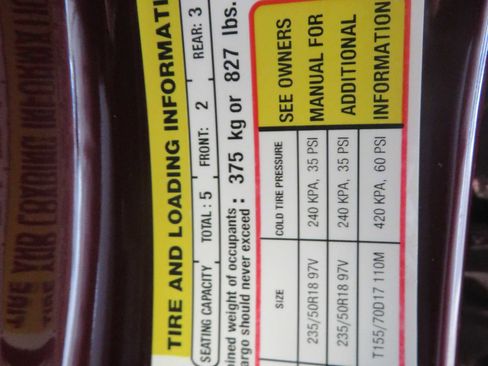 TIRE AND LOADING INFORMATI
SEATING CAPACITY TOTAL : 5 FRONT: 2 REAR: 3
ined weight of occupants
argo should never exceed : 375 kg or 827 lbs.
SIZE COLD TIRE PRESSURE SEE OWNERS
235/50R18 97V 240 KPA, 35 PSI MANUAL FOR
235/50R18 97V 240 KPA, 35 PSI ADDITIONAL
T155/70D17 110M 420 KPA, 60 PSI INFORMATION